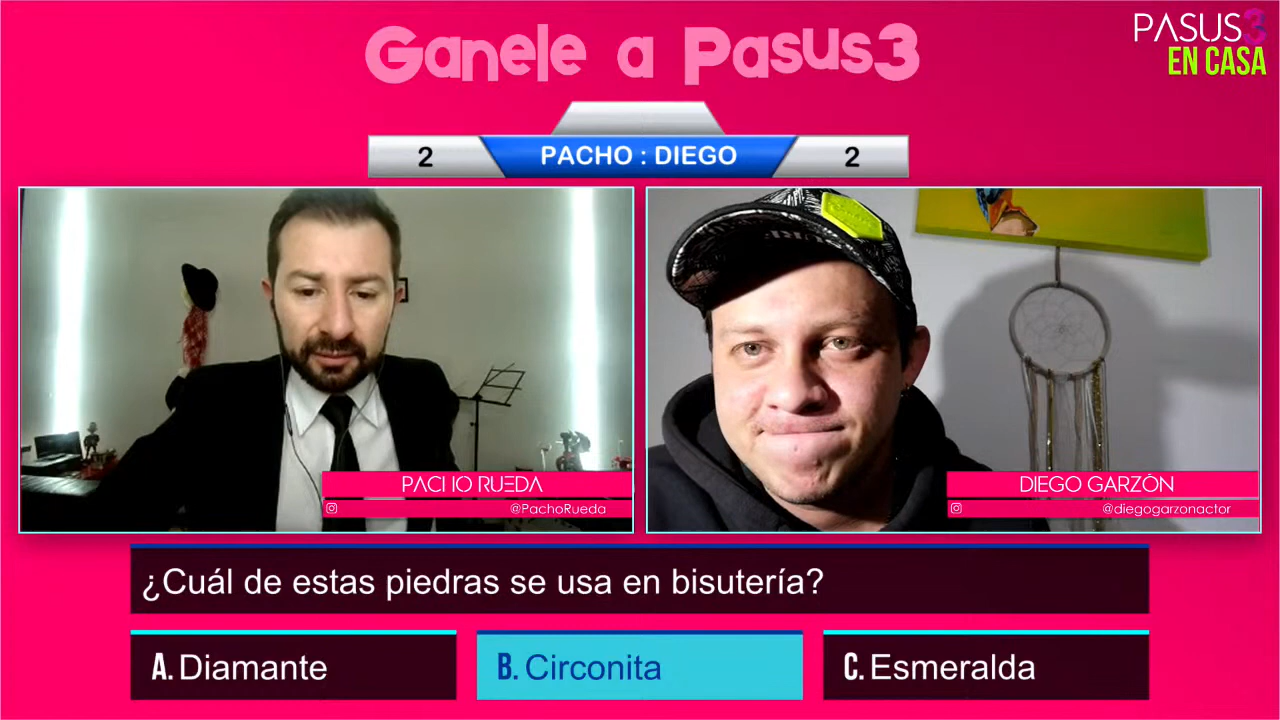 Ganele a Pasus3
PASUS3
EN CASA
2
PACHO : DIEGO
2
PACHO RUEDA
@PachoRueda
DIEGO GARZÓN
@diegogarzonactor
¿Cuál de estas piedras se usa en bisutería?
A. Diamante
B. Circonita
C. Esmeralda